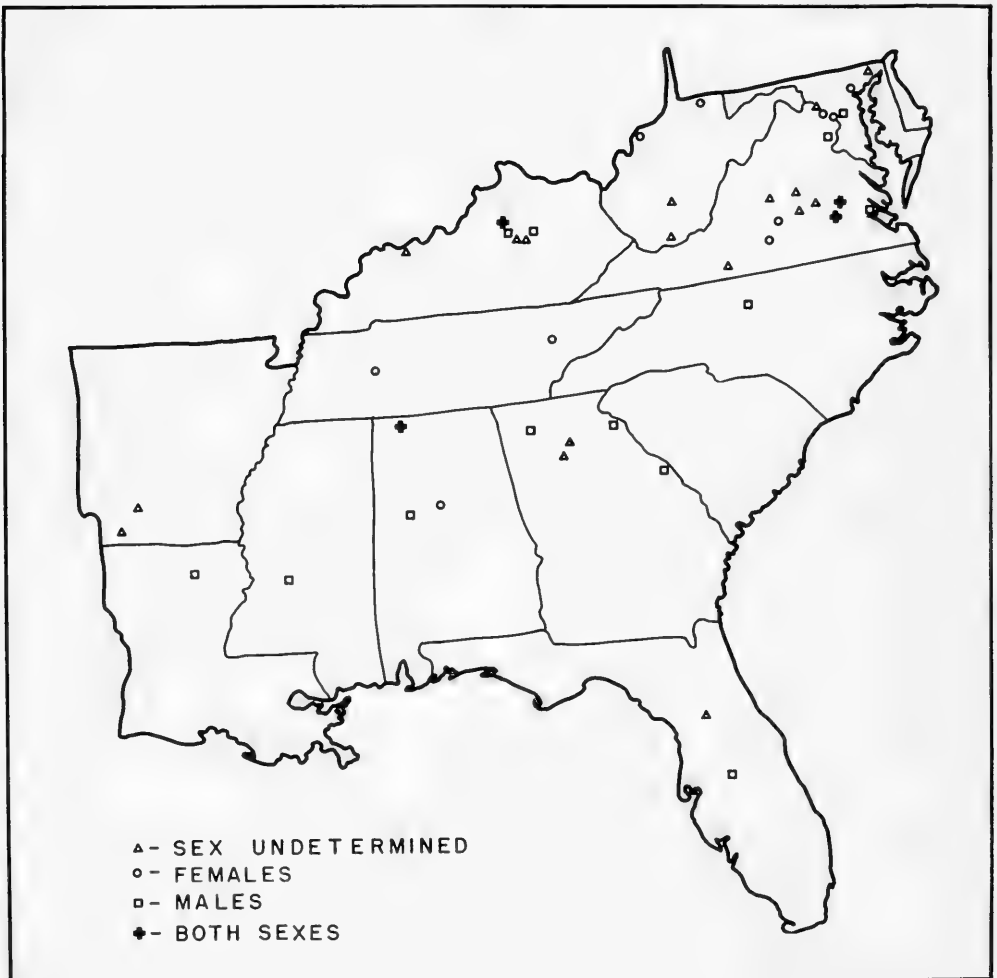 △ - SEX UNDETERMINED
○ - FEMALES
□ - MALES
✚ - BOTH SEXES